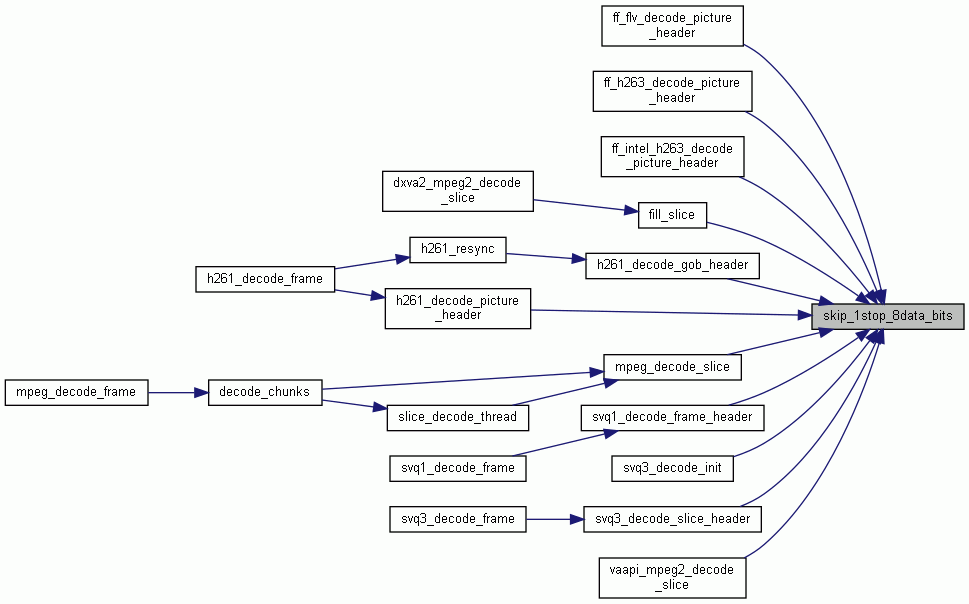 ff_flv_decode_picture
_header
ff_h263_decode_picture
_header
ff_intel_h263_decode
_picture_header
dxva2_mpeg2_decode
_slice
fill_slice
h261_resync
h261_decode_gob_header
h261_decode_frame
h261_decode_picture
_header
skip_1stop_8data_bits
mpeg_decode_slice
mpeg_decode_frame
decode_chunks
slice_decode_thread
svq1_decode_frame_header
svq1_decode_frame
svq3_decode_init
svq3_decode_frame
svq3_decode_slice_header
vaapi_mpeg2_decode
_slice